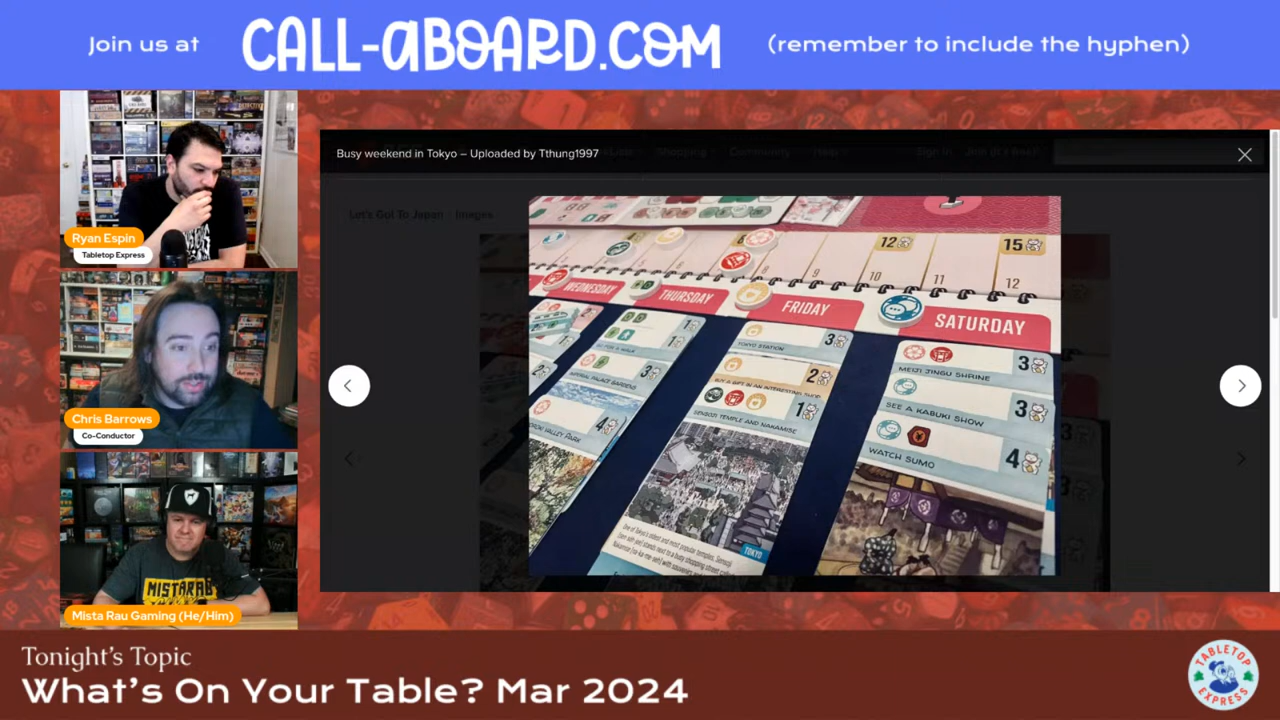 Join us at CALL-ABOARD.COM (remember to include the hyphen)
Ryan Espin
Tabletop Express
Chris Barrows
Co-Conductor
MISTARAU
Mista Rau Gaming (He/Him)
Busy weekend in Tokyo – Uploaded by Tthung1997
Let's Go! To Japan Images
8 9 10 11 12
12 15
WEDNESDAY THURSDAY FRIDAY SATURDAY
1
IMPERIAL PALACE GARDENS 3
4
TOKYO STATION 3
BUY A GIFT IN AN INTERESTING SHOP 2
SENSOJI TEMPLE AND NAKAMISE 1
TOKYO
MEIJI JINGU SHRINE 3
SEE A KABUKI SHOW 3
WATCH SUMO 4
Tonight's Topic
What's On Your Table? Mar 2024
TABLETOP EXPRESS